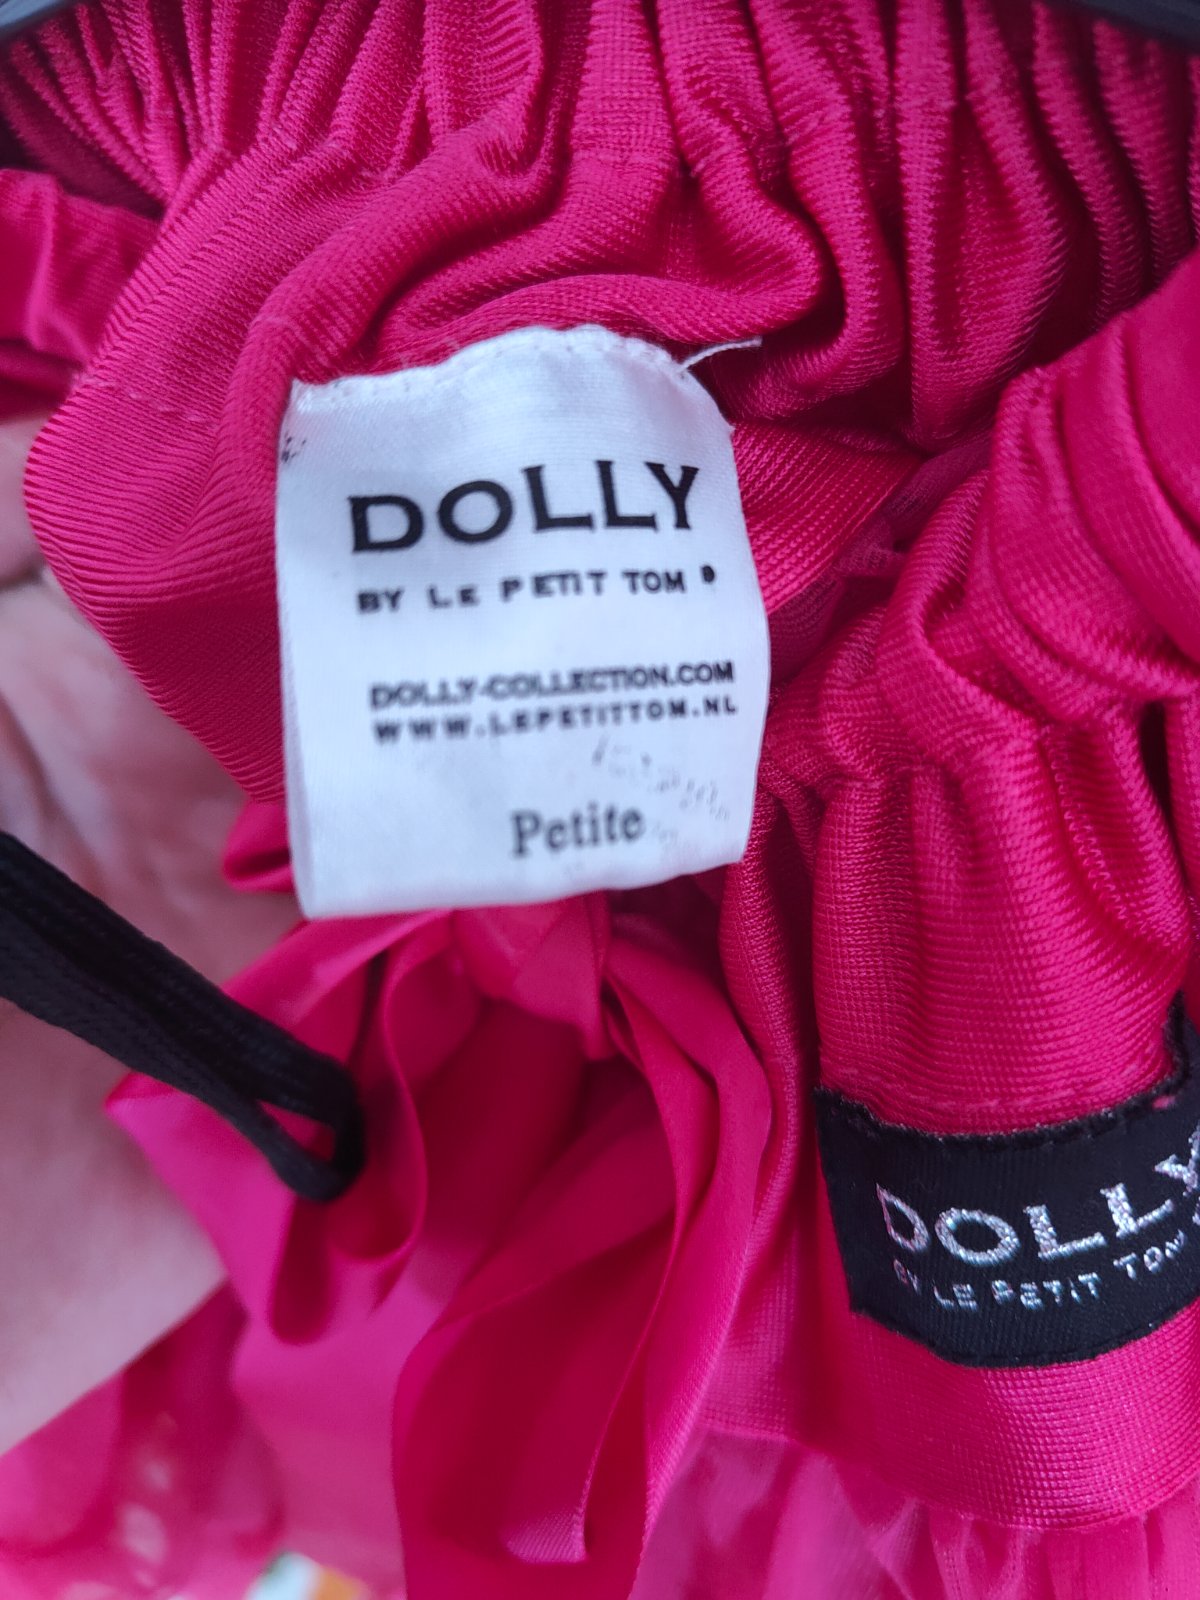 DOLLY
BY LE PETIT TOM ®
DOLLY-COLLECTION.COM
WWW.LEPETITTOM.NL
Petite
DOLLY
BY LE PETIT TOM